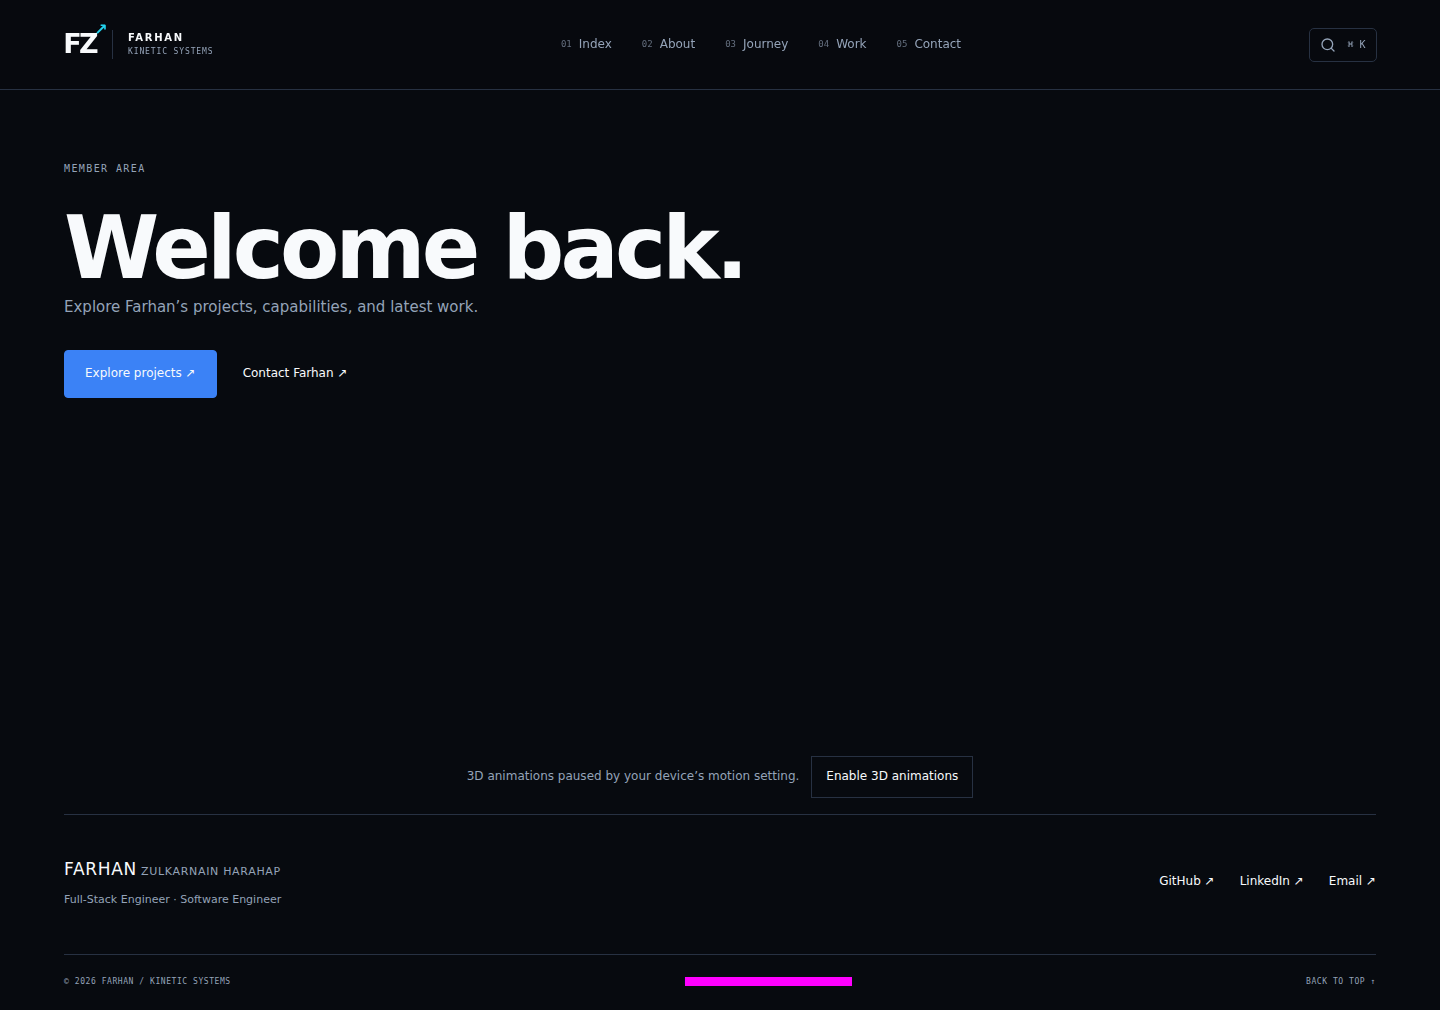 FZ↗
FARHAN
KINETIC SYSTEMS
01 Index
02 About
03 Journey
04 Work
05 Contact
⌘ K
MEMBER AREA
Welcome back.
Explore Farhan’s projects, capabilities, and latest work.
Explore projects ↗
Contact Farhan ↗
3D animations paused by your device’s motion setting.
Enable 3D animations
FARHAN ZULKARNAIN HARAHAP
Full-Stack Engineer · Software Engineer
GitHub ↗
LinkedIn ↗
Email ↗
© 2026 FARHAN / KINETIC SYSTEMS
BACK TO TOP ↑